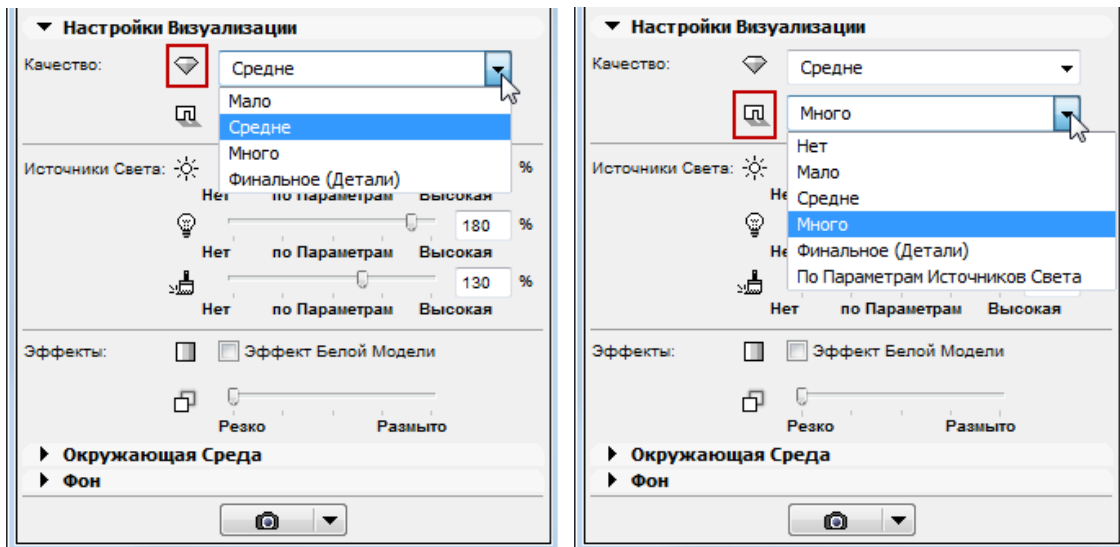 Настройки Визуализации
Качество:
Средне
Мало
Средне
Много
Финальное (Детали)
Источники Света:
%
Нет по Параметрам Высокая
180 %
Нет по Параметрам Высокая
130 %
Нет по Параметрам Высокая
Эффекты:
Эффект Белой Модели
Резко Размыто
Окружающая Среда
Фон
Настройки Визуализации
Качество:
Средне
Много
Нет
Мало
Средне
Много
Финальное (Детали)
По Параметрам Источников Света
Источники Света:
Нет по Параметрам Высокая
Эффекты:
Эффект Белой Модели
Резко Размыто
Окружающая Среда
Фон